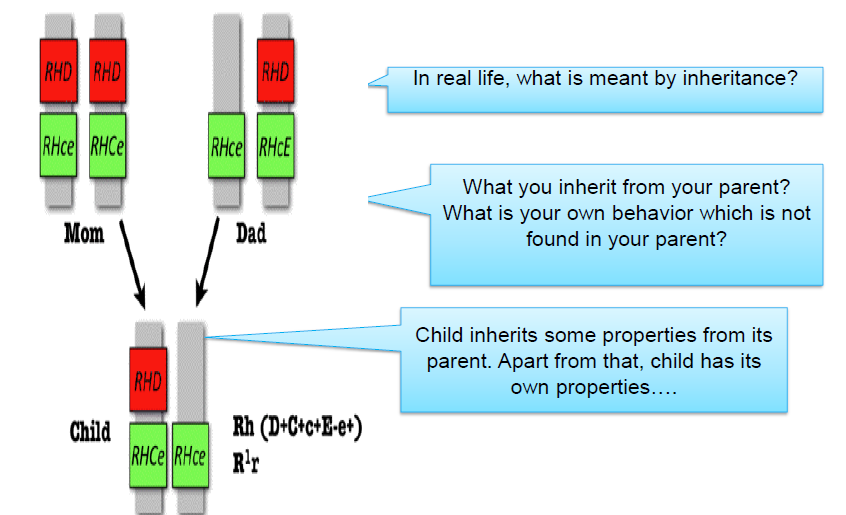 RHD RHD RHD
RHce RHCe RHce RHcE
Mom Dad
In real life, what is meant by inheritance?
What you inherit from your parent?
What is your own behavior which is not
found in your parent?
Child inherits some properties from its
parent. Apart from that, child has its
own properties….
RHD
Child
RHCe RHce
Rh (D+C+c+E-e+)
R¹r